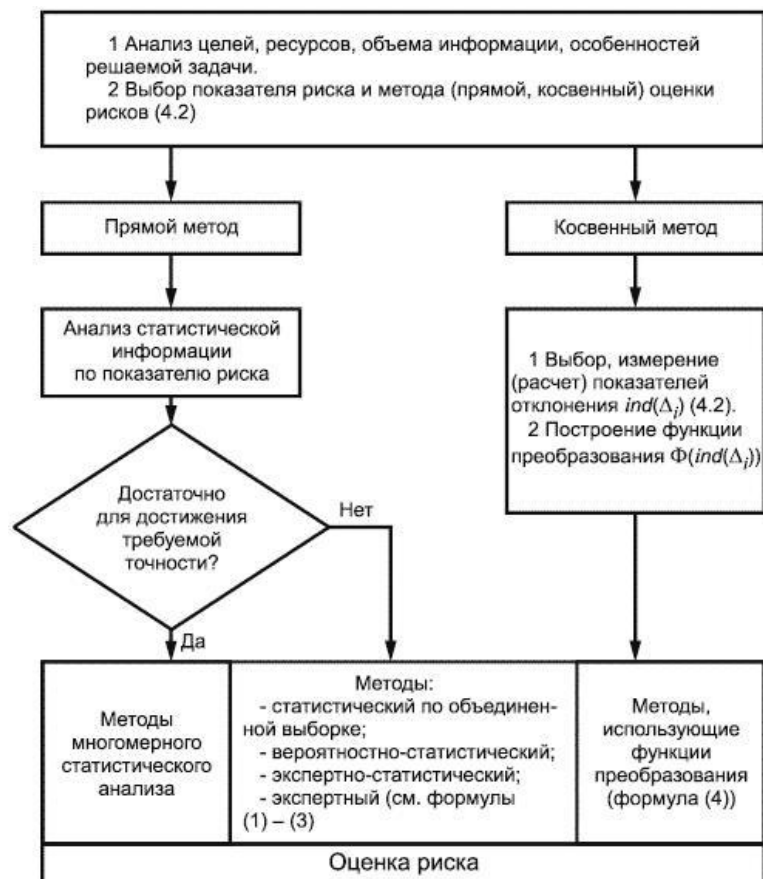 1 Анализ целей, ресурсов, объема информации, особенностей
решаемой задачи.
2 Выбор показателя риска и метода (прямой, косвенный) оценки
рисков (4.2)
Прямой метод
Косвенный метод
Анализ статистической
информации
по показателю риска
1 Выбор, измерение
(расчет) показателей
отклонения ind(Δi) (4.2).
2 Построение функции
преобразования Ф(ind(Δi))
Достаточно
для достижения
требуемой
точности?
Нет
Да
Методы
многомерного
статистического
анализа
Методы:
- статистический по объединен-
ной выборке;
- вероятностно-статистический;
- экспертно-статистический;
- экспертный (см. формулы
(1) – (3)
Методы,
использующие
функции
преобразования
(формула (4))
Оценка риска